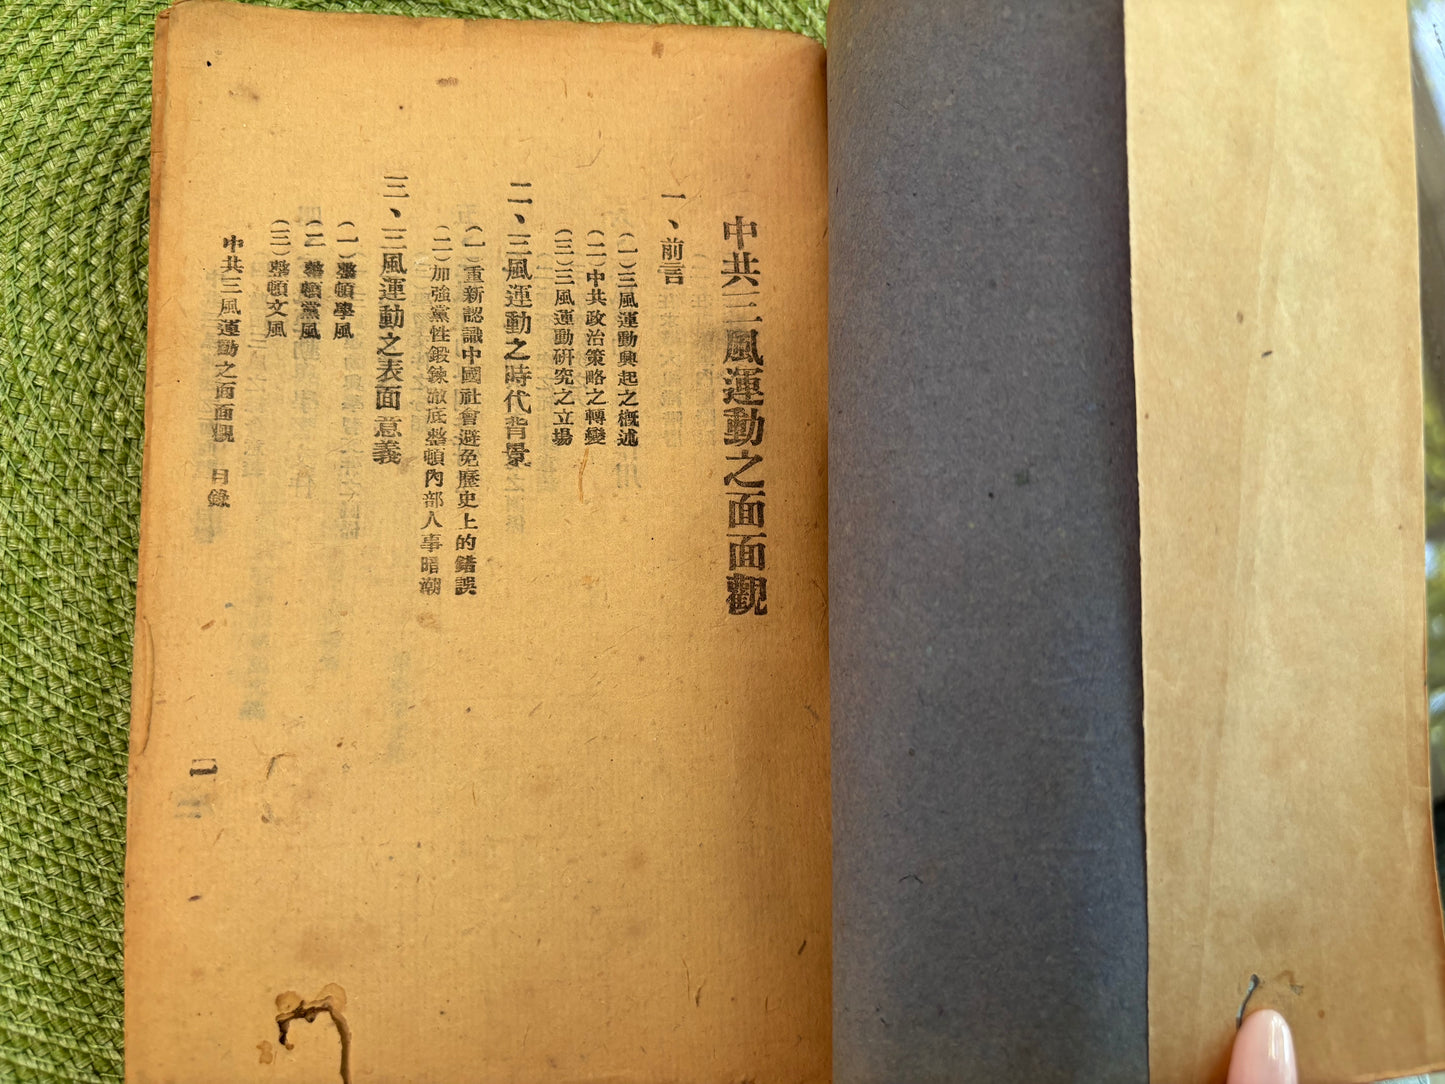 中共三風運動之面面觀
一、前言
(一)三風運動興起之概述
(二)中共政治策略之轉變
(三)三風運動研究之立場
二、三風運動之時代背景
(一)重新認識中國社會避免歷史上的錯誤
(二)加強黨性鍛鍊澈底整頓內部人事暗潮
三、三風運動之表面意義
(一)整頓學風
(二)整頓黨風
(三)整頓文風
中共三風運動之面面觀 目錄
一